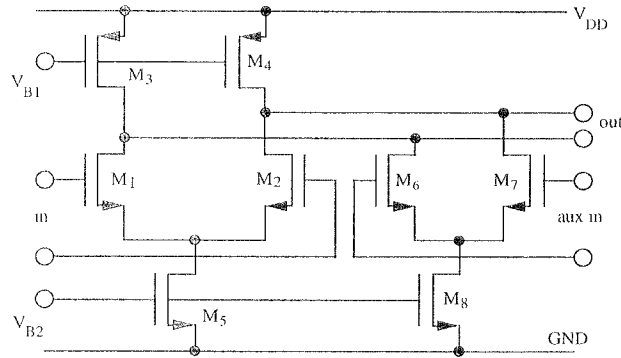 V_DD
V_B1
M_3
M_4
out
M_1
M_2
M_6
M_7
in
aux in
M_5
M_8
V_B2
GND